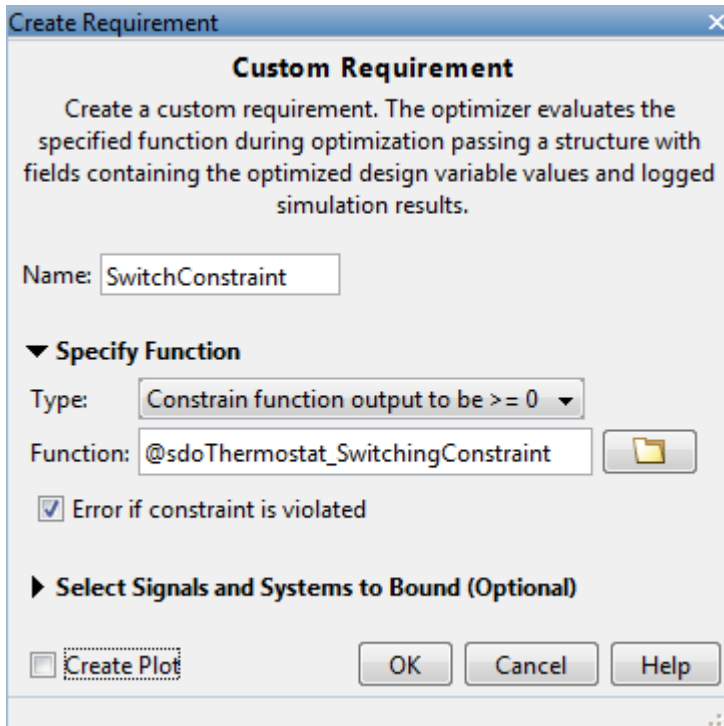 Create Requirement
Custom Requirement
Create a custom requirement. The optimizer evaluates the
specified function during optimization passing a structure with
fields containing the optimized design variable values and logged
simulation results.
Name: SwitchConstraint
Specify Function
Type: Constrain function output to be >= 0
Function: @sdoThermostat_SwitchingConstraint
Error if constraint is violated
Select Signals and Systems to Bound (Optional)
Create Plot OK Cancel Help